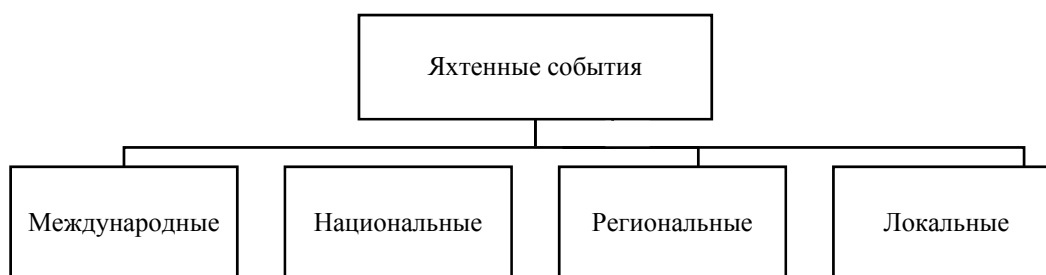 Яхтенные события
Международные
Национальные
Региональные
Локальные